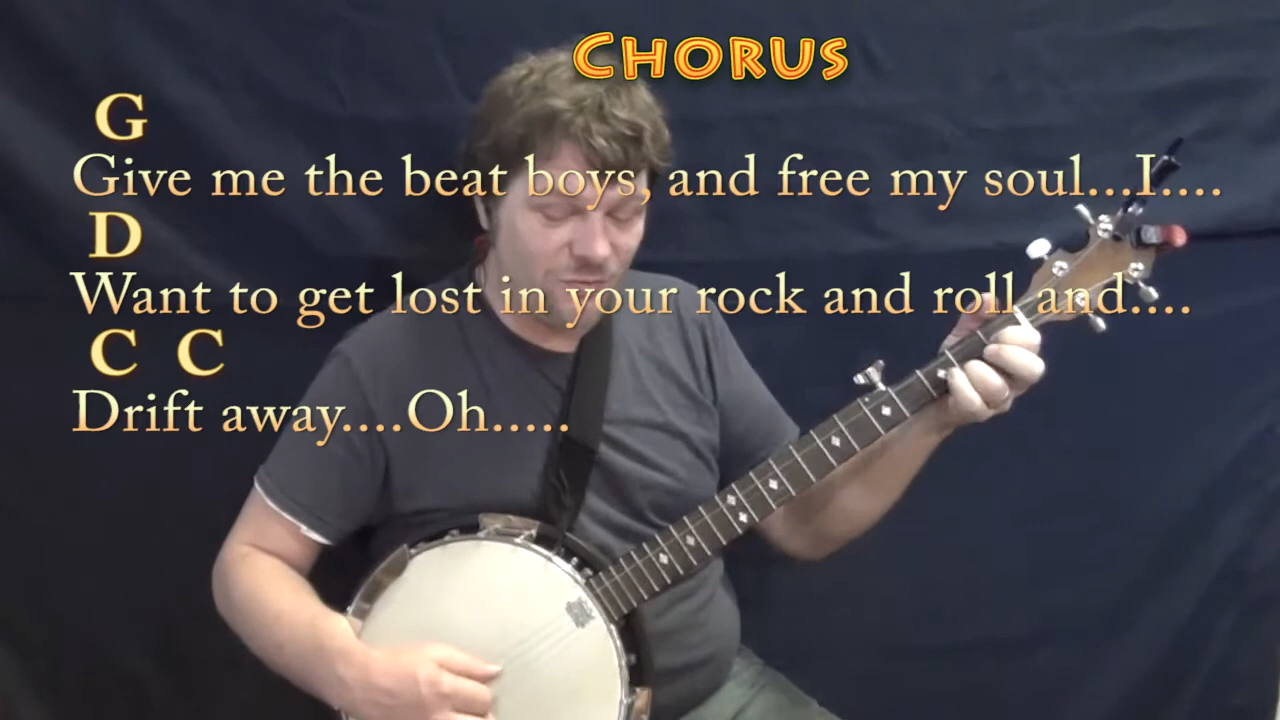 CHORUS
G
Give me the beat boys, and free my soul...I....
D
Want to get lost in your rock and roll and....
C C
Drift away....Oh.....